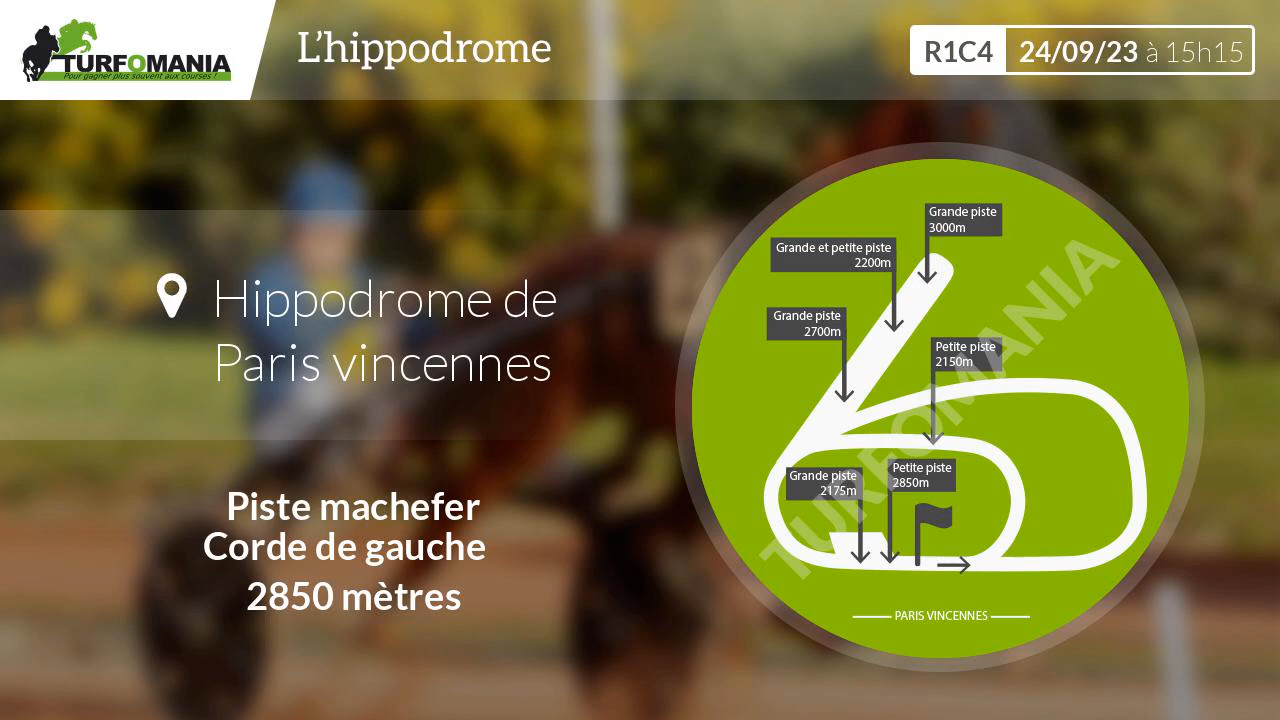 TURFOMANIA
Pour gagner plus souvent aux courses !
L'hippodrome
R1C4 24/09/23 à 15h15
Hippodrome de
Paris vincennes
Piste machefer
Corde de gauche
2850 mètres
Grande piste
3000m
Grande et petite piste
2200m
Grande piste
2700m
Petite piste
2150m
Grande piste
2175m
Petite piste
2850m
TURFOMANIA
PARIS VINCENNES